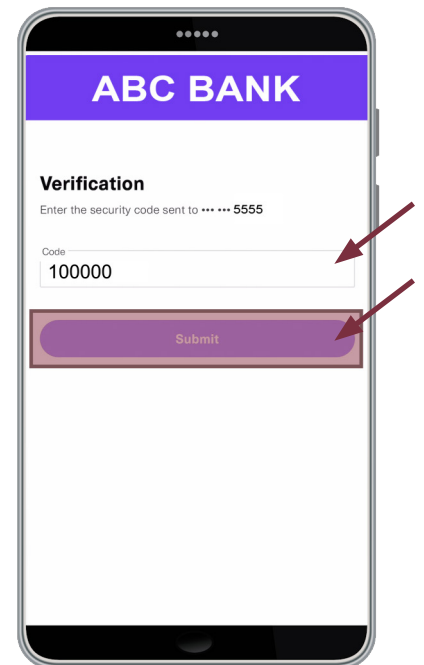 ABC BANK
Verification
Enter the security code sent to ••• ••• 5555
Code
100000
Submit